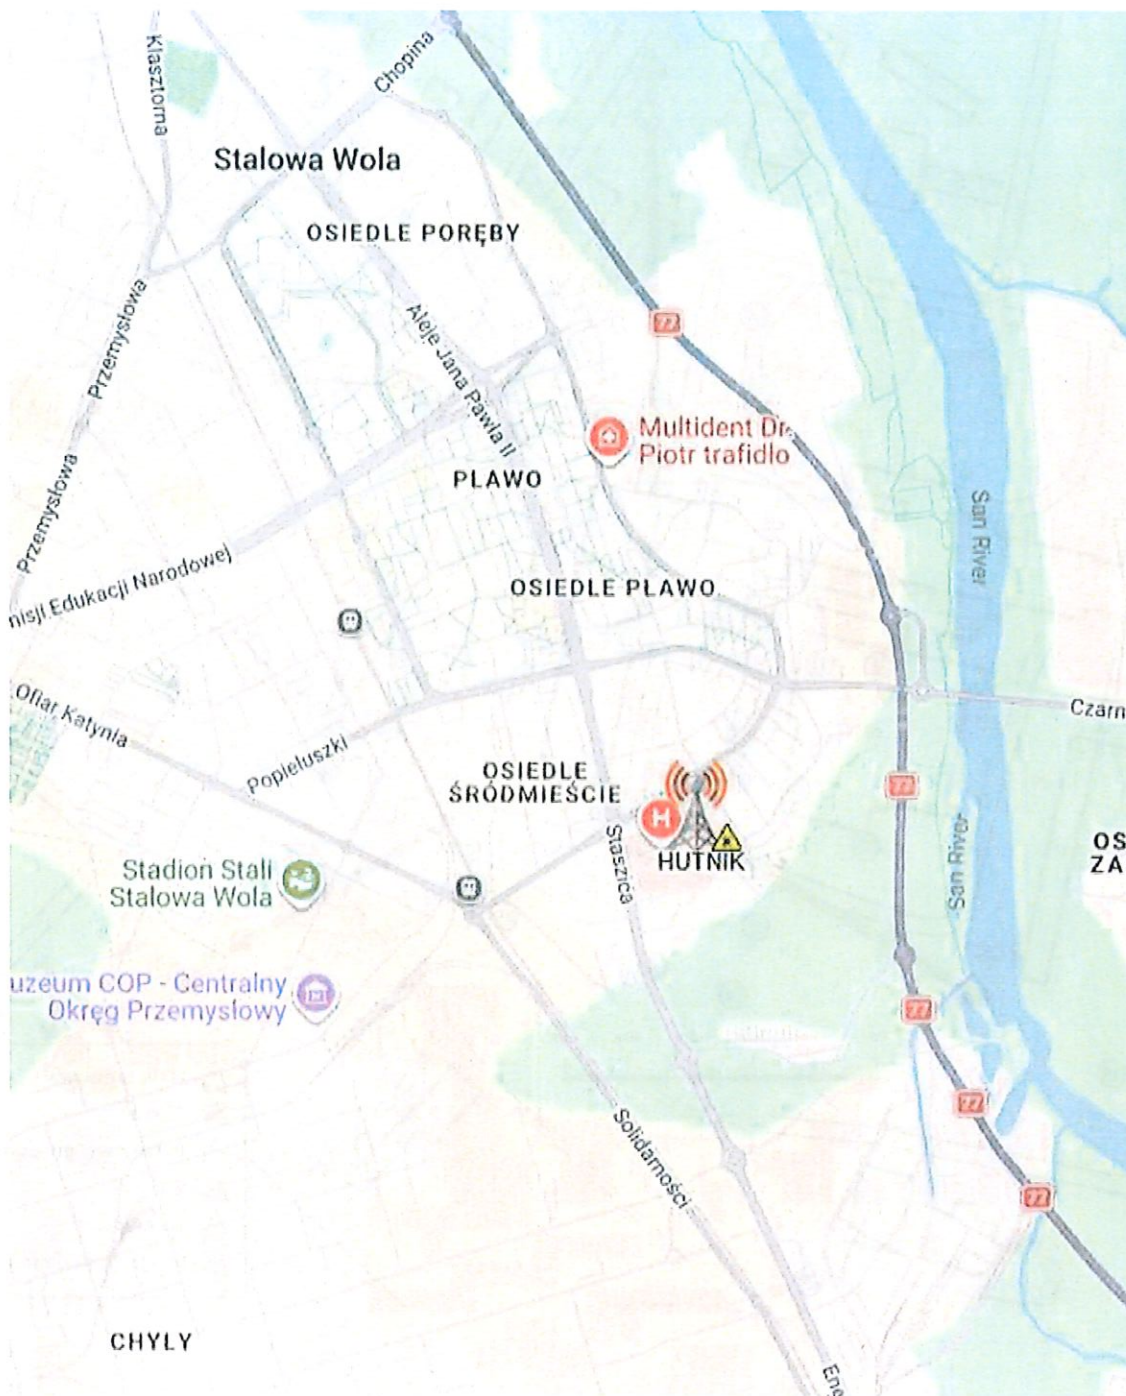 Klasztorna
Chopina
Stalowa Wola
OSIEDLE PORĘBY
Przemysłowa
Aleje Jana Pawła II
77
Multident Dr.
Piotr trafidło
PLAWO
Przemysłowa
San River
misji Edukacji Narodowej
OSIEDLE PLAWO
Ofiar Katynia
Czarn
Popiełuszki
OSIEDLE
ŚRÓDMIEŚCIE
77
H
HUTNIK
Staszica
San River
OS
ZA
Stadion Stali
Stalowa Wola
uzeum COP - Centralny
Okręg Przemysłowy
77
77
Solidarności
77
CHYLY
Ene